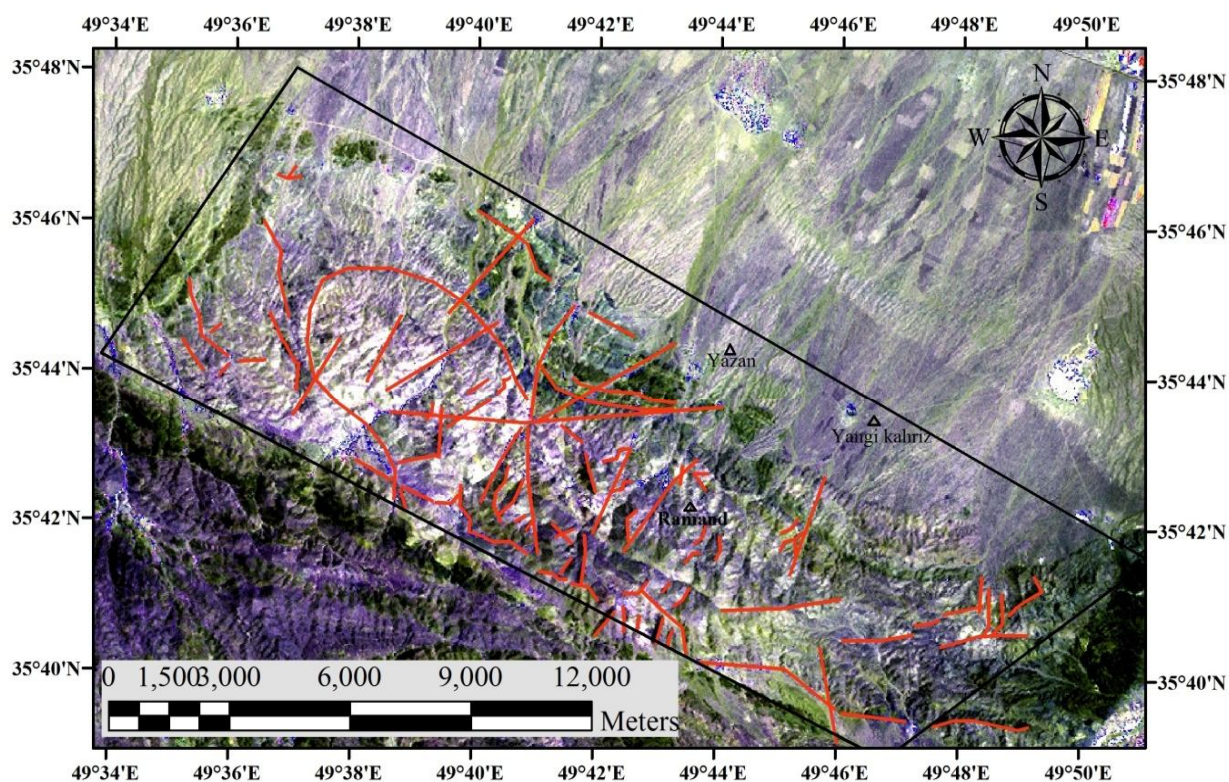 49°34'E 49°36'E 49°38'E 49°40'E 49°42'E 49°44'E 49°46'E 49°48'E 49°50'E
35°48'N 35°48'N
N
W E
S
35°46'N 35°46'N
35°44'N 35°44'N
Yazan
Yangi kahriz
35°42'N 35°42'N
Ramand
35°40'N 35°40'N
0 1,500 3,000 6,000 9,000 12,000
Meters
49°34'E 49°36'E 49°38'E 49°40'E 49°42'E 49°44'E 49°46'E 49°48'E 49°50'E